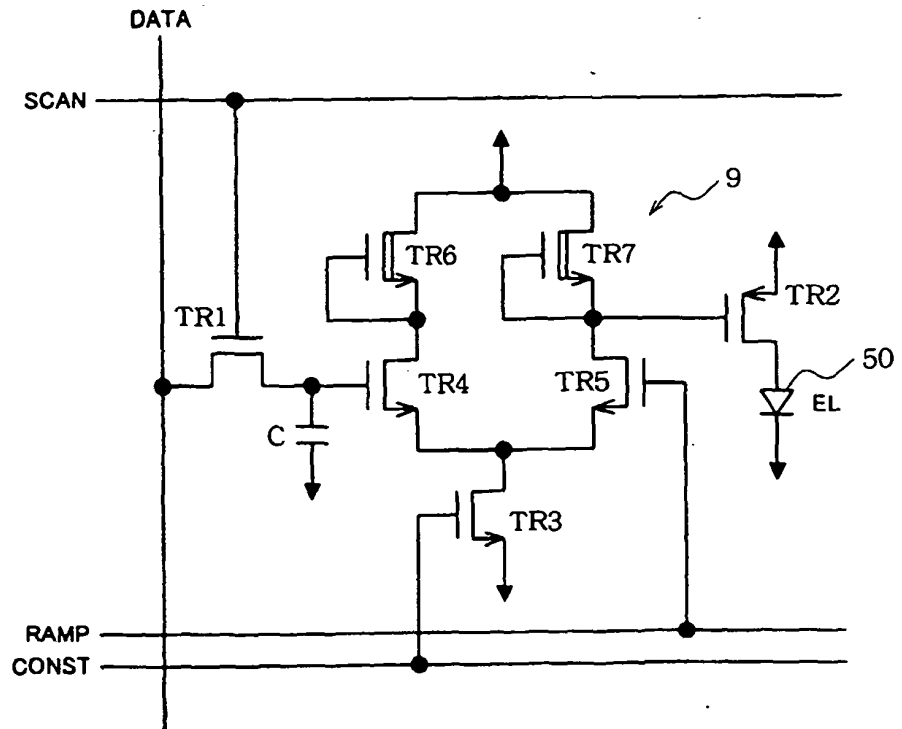 DATA
SCAN
9
TR6
TR7
TR2
TR1
50
TR4
TR5
EL
C
TR3
RAMP
CONST